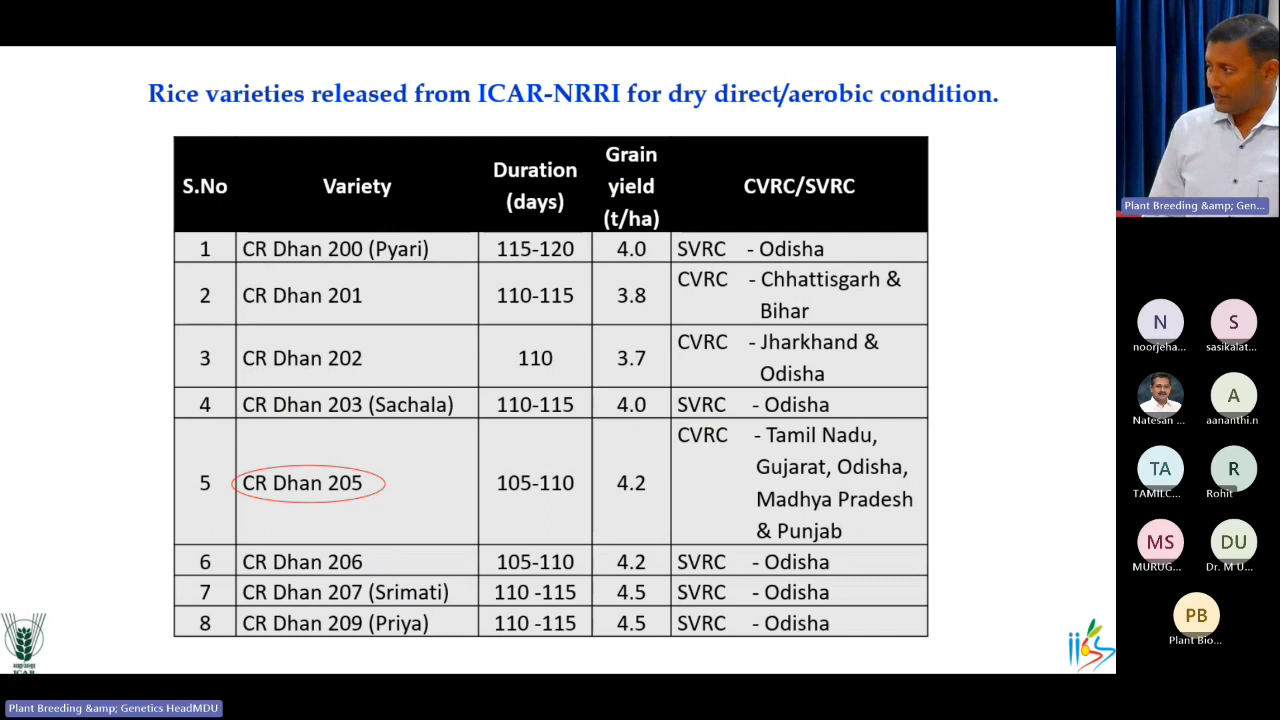 Rice varieties released from ICAR-NRRI for dry direct/aerobic condition.
S.No Variety Duration (days) Grain yield (t/ha) CVRC/SVRC
1 CR Dhan 200 (Pyari) 115-120 4.0 SVRC - Odisha
2 CR Dhan 201 110-115 3.8 CVRC - Chhattisgarh &
Bihar
3 CR Dhan 202 110 3.7 CVRC - Jharkhand &
Odisha
4 CR Dhan 203 (Sachala) 110-115 4.0 SVRC - Odisha
5 CR Dhan 205 105-110 4.2 CVRC - Tamil Nadu,
Gujarat, Odisha,
Madhya Pradesh
& Punjab
6 CR Dhan 206 105-110 4.2 SVRC - Odisha
7 CR Dhan 207 (Srimati) 110 -115 4.5 SVRC - Odisha
8 CR Dhan 209 (Priya) 110 -115 4.5 SVRC - Odisha
ICAR
Plant Breeding &amp; Genetics HeadMDU
Plant Breeding &amp; Gen...
N S
noorjeha... sasikalat...
A
Natesan ... aananthi.n
TA R
TAMILC... Rohit
MS DU
MURUG... Dr. M U...
PB
Plant Bio...